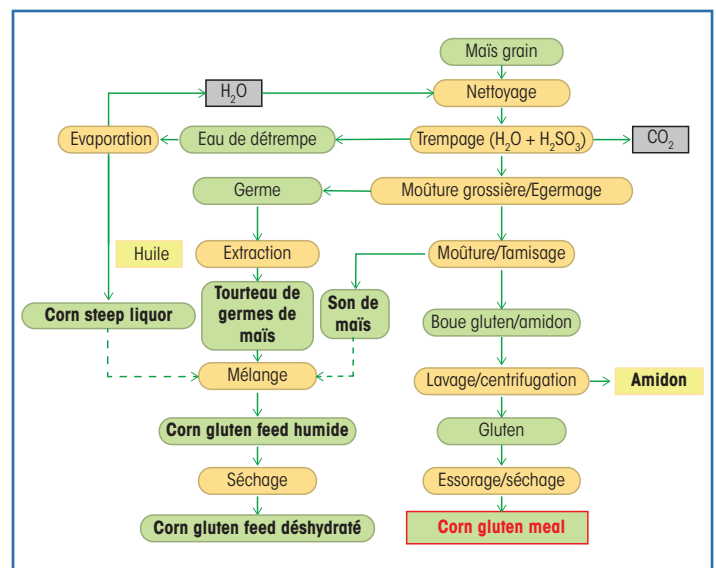 Maïs grain
H₂O
Nettoyage
Evaporation
Eau de détrempe
Trempage (H₂O + H₂SO₃)
CO₂
Germe
Moûture grossière/Egermage
Huile
Extraction
Moûture/Tamisage
Corn steep liquor
Tourteau de
germes de
maïs
Son de
maïs
Boue gluten/amidon
Mélange
Lavage/centrifugation
Amidon
Corn gluten feed humide
Gluten
Séchage
Essorage/séchage
Corn gluten feed déshydraté
Corn gluten meal